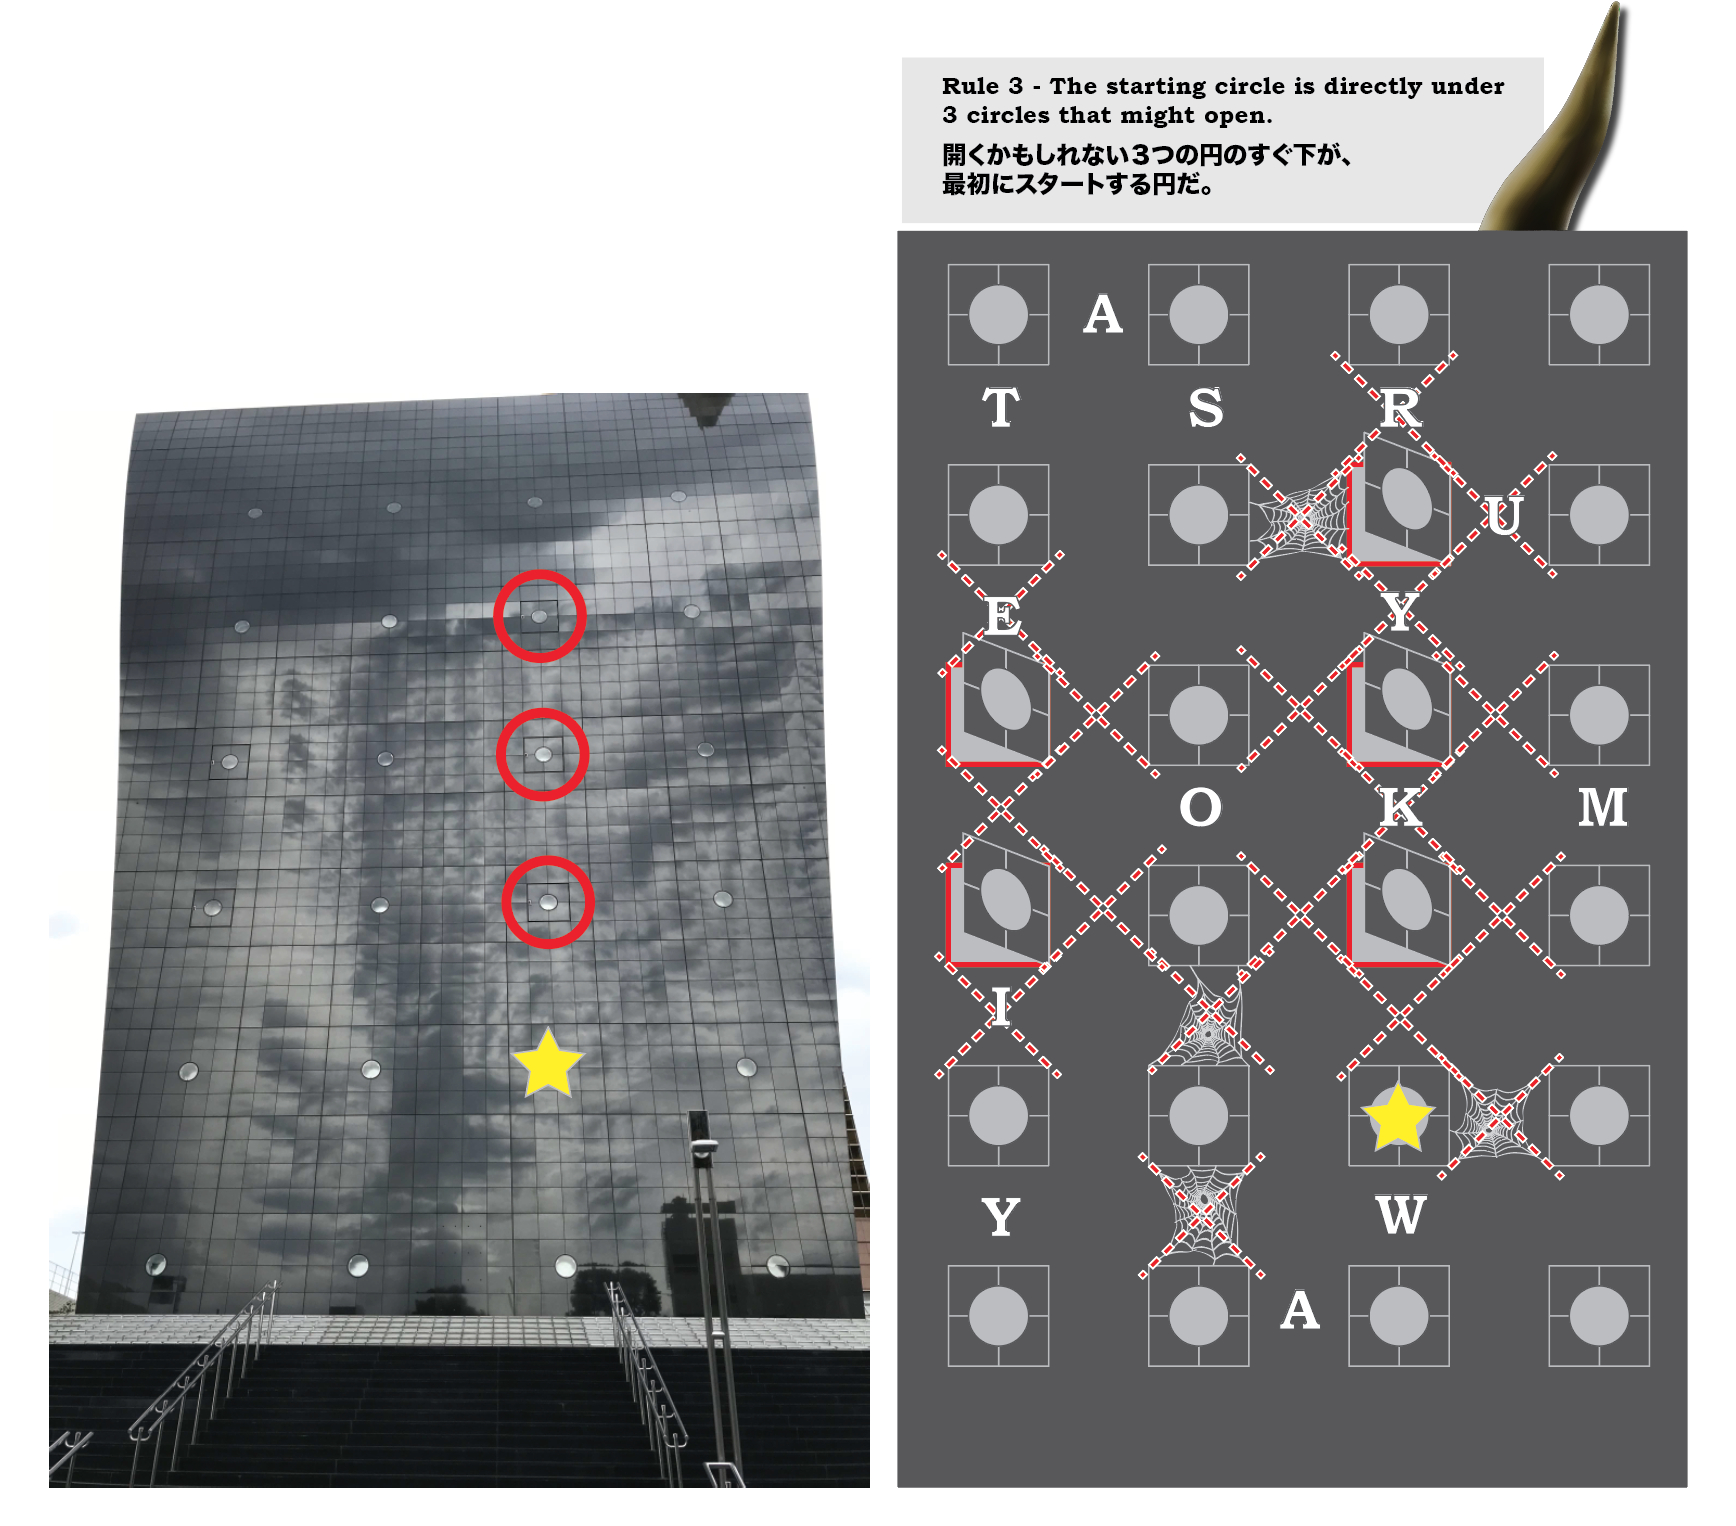 Rule 3 - The starting circle is directly under
3 circles that might open.
開くかもしれない3つの円のすぐ下が、
最初にスタートする円だ。
A
T S R
U
E Y
O K M
I
Y W
A